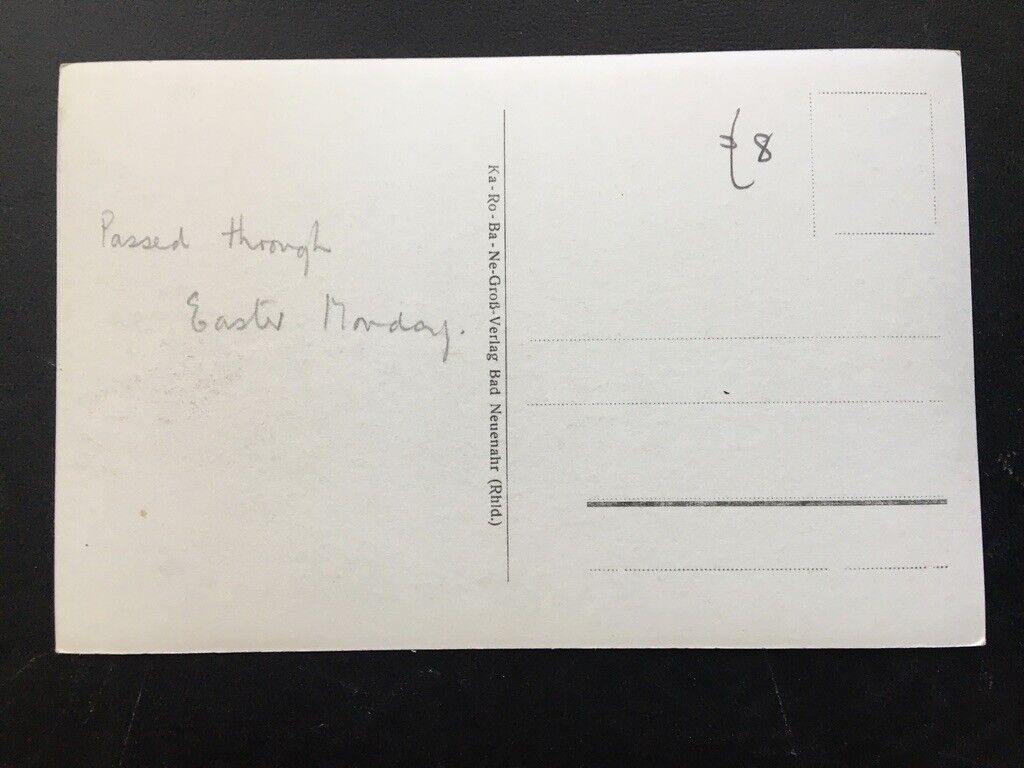 Passed through
Easter Monday.
Ka-Ro-Ba-Ne-Groß-Verlag Bad Neuenahr (Rhld.)
£8